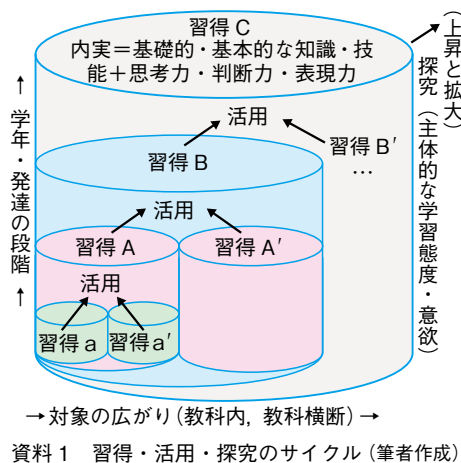 習得 C
内実＝基礎的・基本的な知識・技
能＋思考力・判断力・表現力
（上昇と拡大）
探究（主体的な学習態度・意欲）
← 学年・発達の段階 →
活用
習得 B
習得 B′
…
活用
習得 A
習得 A′
活用
習得 a
習得 a′
→ 対象の広がり（教科内，教科横断）→
資料 1　習得・活用・探究のサイクル（筆者作成）